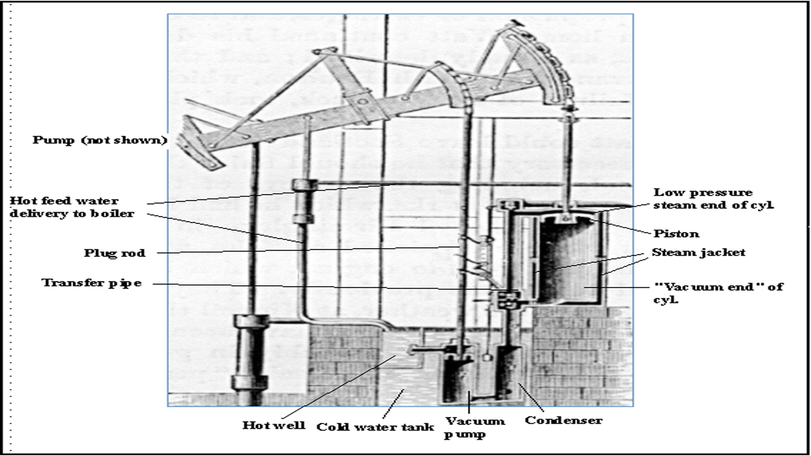 Pump (not shown)
Hot feed water
delivery to boiler
Plug rod
Transfer pipe
Low pressure
steam end of cyl.
Piston
Steam jacket
"Vacuum end" of
cyl.
Hot well
Cold water tank
Vacuum
pump
Condenser